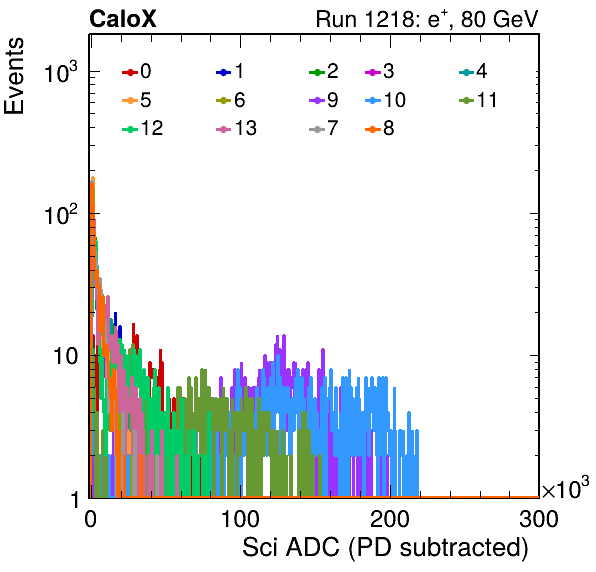 CaloX Run 1218: e⁺, 80 GeV
Events
10³
0 1 2 3 4
5 6 9 10 11
12 13 7 8
10²
10
1
0 100 200 300
×10³
Sci ADC (PD subtracted)